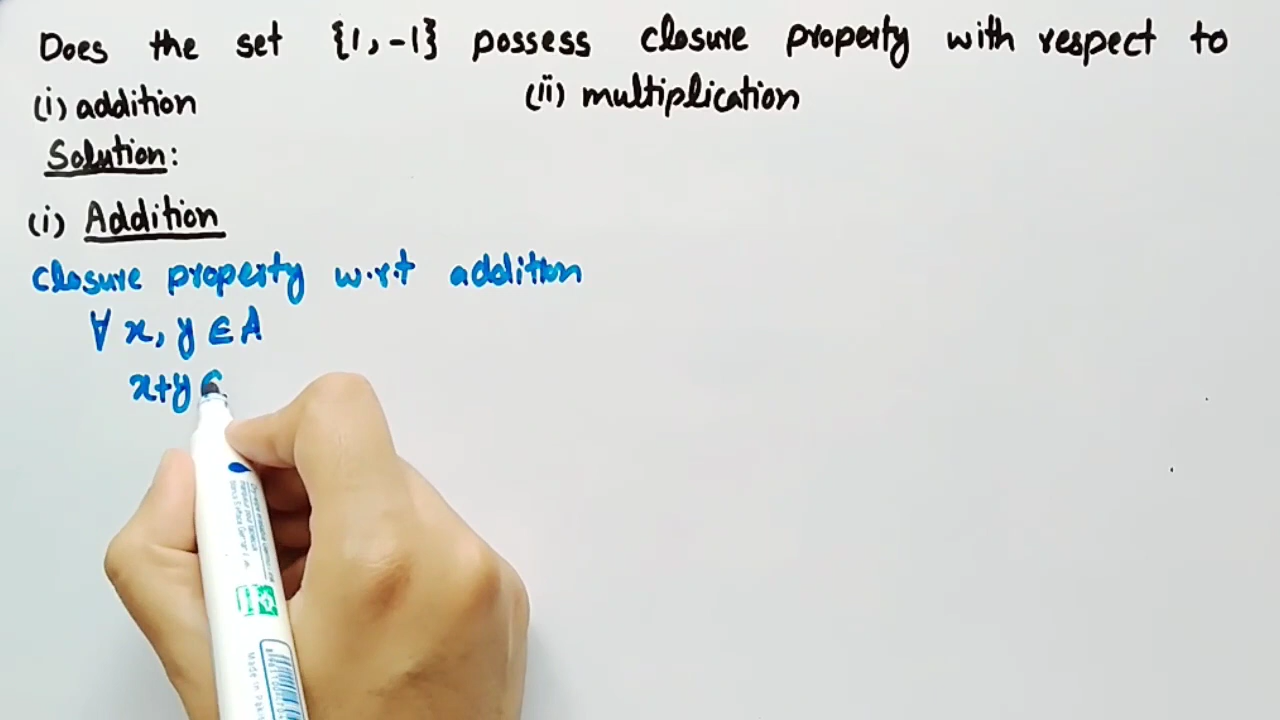 Does the set {1, -1} possess closure property with respect to
(i) addition (ii) multiplication
Solution:
(i) Addition
closure property w.r.t addition
∀ x, y ∈ A
x+y